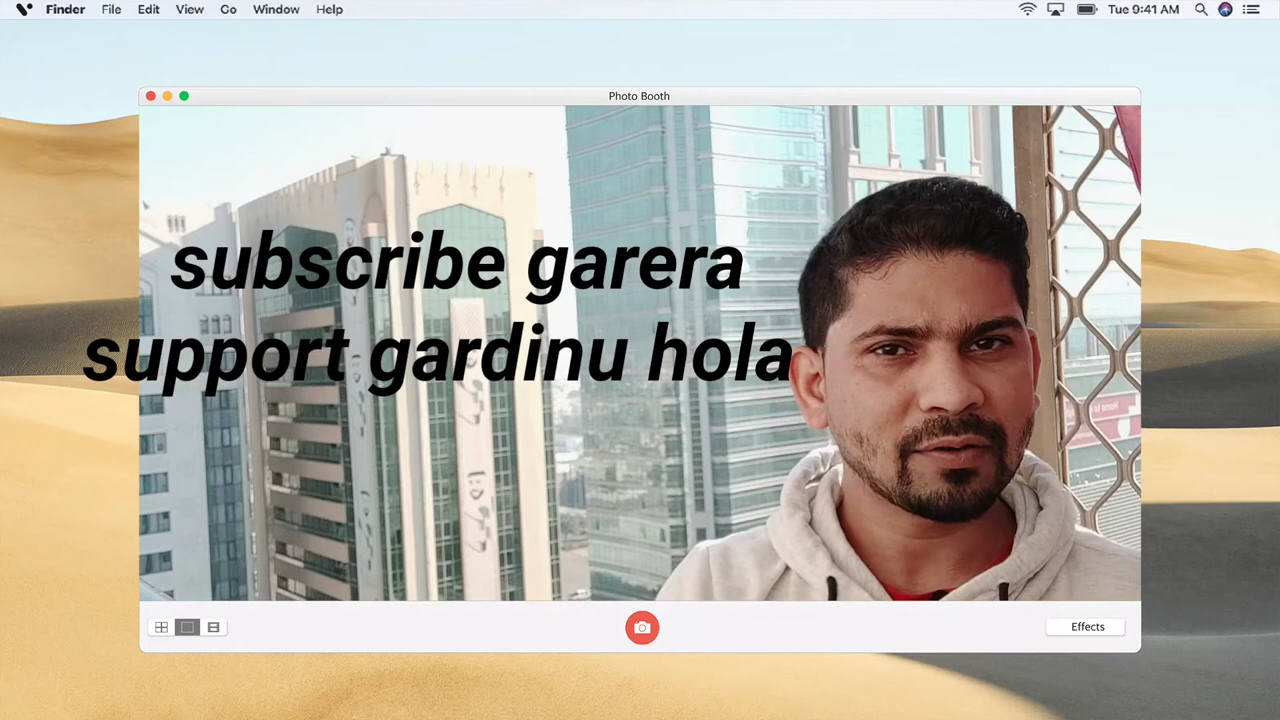 Finder File Edit View Go Window Help Tue 9:41 AM
Photo Booth
subscribe garera
support gardinu hola
Effects